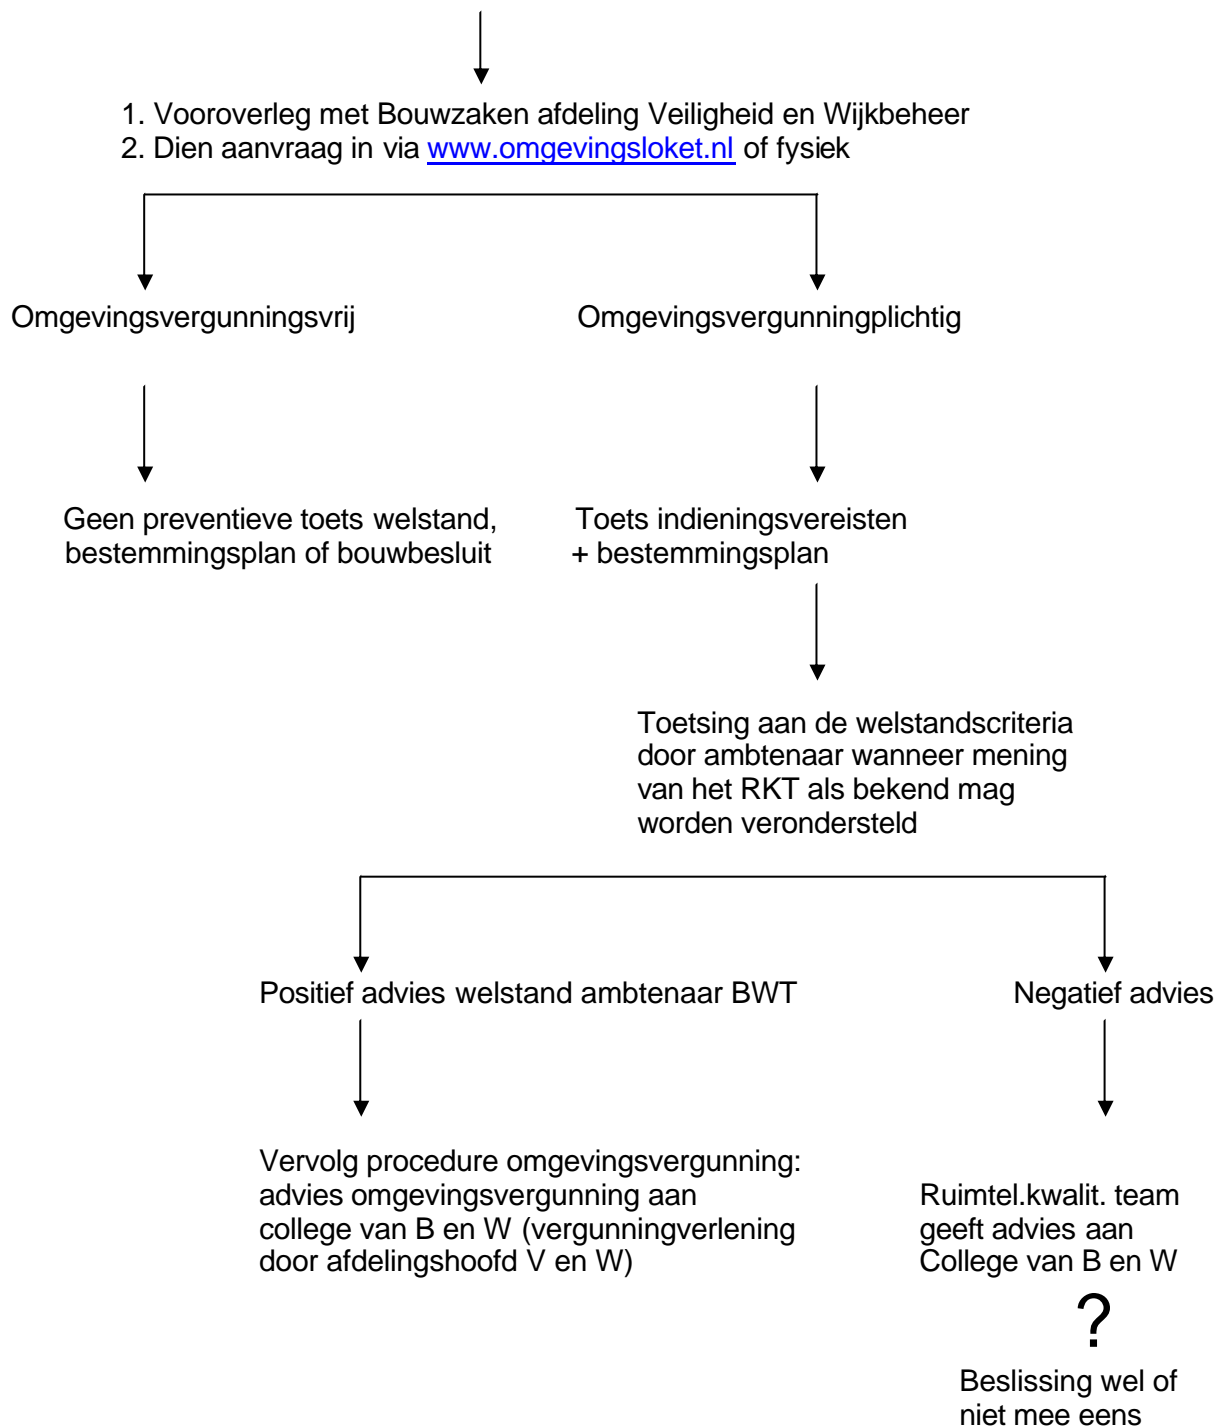 1. Vooroverleg met Bouwzaken afdeling Veiligheid en Wijkbeheer
2. Dien aanvraag in via www.omgevingsloket.nl of fysiek
Omgevingsvergunningsvrij
Omgevingsvergunningplichtig
Geen preventieve toets welstand,
bestemmingsplan of bouwbesluit
Toets indieningsvereisten
+ bestemmingsplan
Toetsing aan de welstandscriteria
door ambtenaar wanneer mening
van het RKT als bekend mag
worden verondersteld
Positief advies welstand ambtenaar BWT
Negatief advies
Vervolg procedure omgevingsvergunning:
advies omgevingsvergunning aan
college van B en W (vergunningverlening
door afdelingshoofd V en W)
Ruimtel.kwalit. team
geeft advies aan
College van B en W
?
Beslissing wel of
niet mee eens